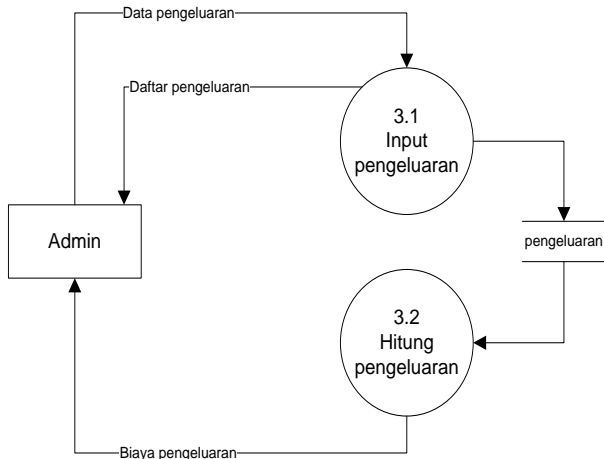 Data pengeluaran
Daftar pengeluaran
3.1
Input
pengeluaran
Admin
pengeluaran
3.2
Hitung
pengeluaran
Biaya pengeluaran